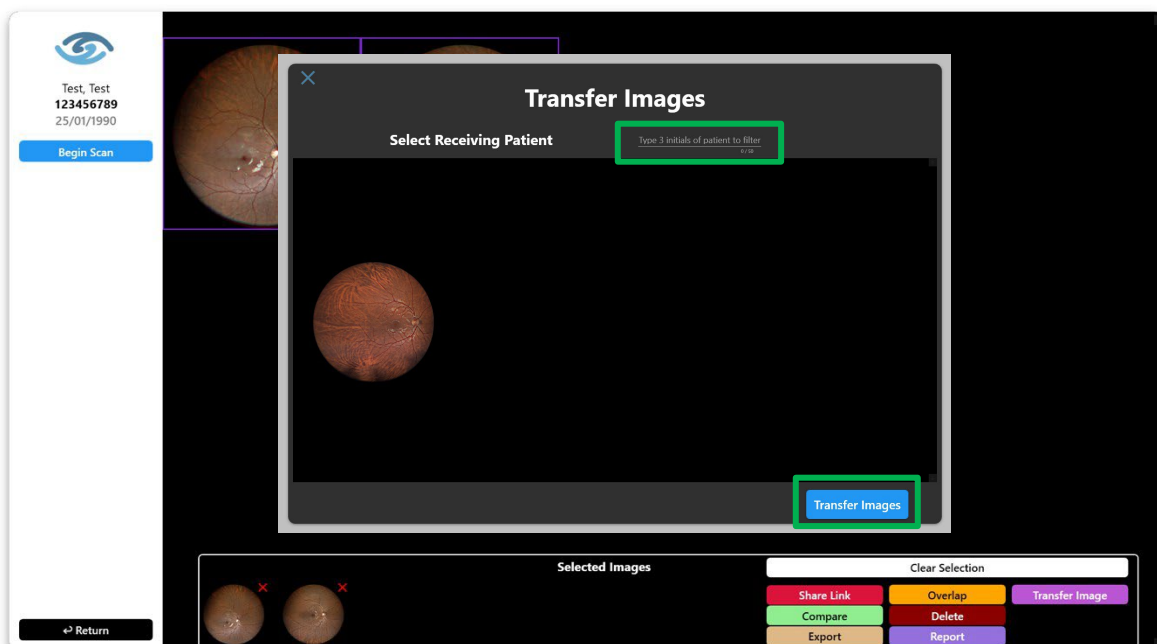 Test, Test
123456789
25/01/1990
Begin Scan
Transfer Images
Select Receiving Patient
Type 3 initials of patient to filter
0 / 50
Transfer Images
Selected Images
Clear Selection
Share Link
Overlap
Transfer Image
Compare
Delete
Export
Report
↩ Return